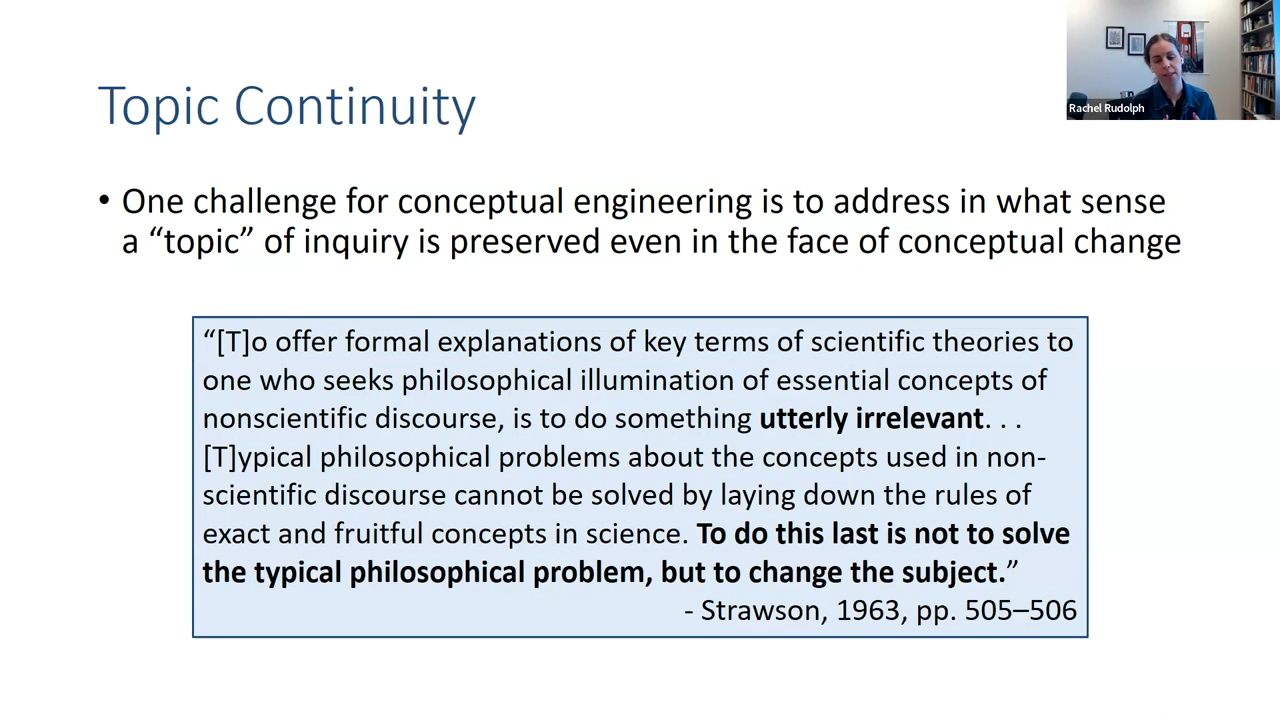 Rachel Rudolph
Topic Continuity
• One challenge for conceptual engineering is to address in what sense
a “topic” of inquiry is preserved even in the face of conceptual change
“[T]o offer formal explanations of key terms of scientific theories to
one who seeks philosophical illumination of essential concepts of
nonscientific discourse, is to do something utterly irrelevant. . .
[T]ypical philosophical problems about the concepts used in non-
scientific discourse cannot be solved by laying down the rules of
exact and fruitful concepts in science. To do this last is not to solve
the typical philosophical problem, but to change the subject.”
- Strawson, 1963, pp. 505–506